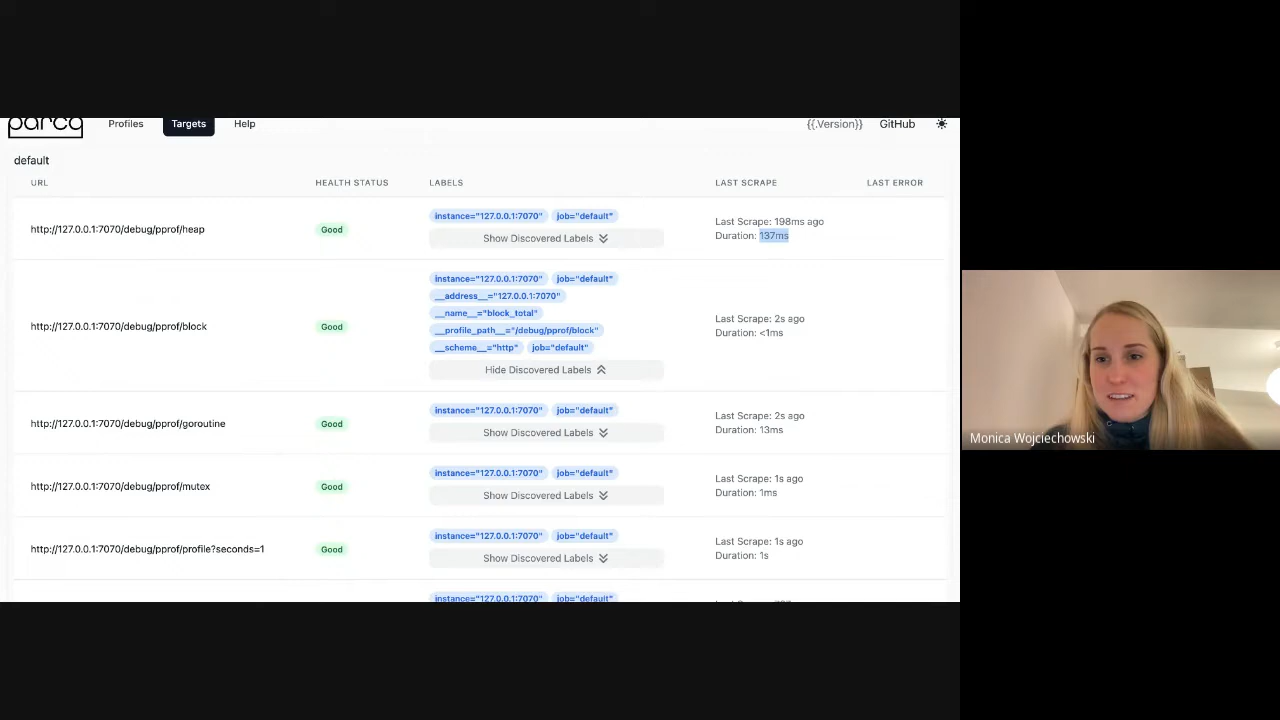 parca Profiles Targets Help {{.Version}} GitHub
default
URL HEALTH STATUS LABELS LAST SCRAPE LAST ERROR
http://127.0.0.1:7070/debug/pprof/heap Good instance="127.0.0.1:7070" job="default" Last Scrape: 198ms ago
Show Discovered Labels Duration: 137ms
http://127.0.0.1:7070/debug/pprof/block Good instance="127.0.0.1:7070" job="default"
__address__="127.0.0.1:7070"
__name__="block_total" Last Scrape: 2s ago
__profile_path__="/debug/pprof/block" Duration: <1ms
__scheme__="http" job="default"
Hide Discovered Labels
http://127.0.0.1:7070/debug/pprof/goroutine Good instance="127.0.0.1:7070" job="default" Last Scrape: 2s ago
Show Discovered Labels Duration: 13ms
http://127.0.0.1:7070/debug/pprof/mutex Good instance="127.0.0.1:7070" job="default" Last Scrape: 1s ago
Show Discovered Labels Duration: 1ms
http://127.0.0.1:7070/debug/pprof/profile?seconds=1 Good instance="127.0.0.1:7070" job="default" Last Scrape: 1s ago
Show Discovered Labels Duration: 1s
instance="127.0.0.1:7070" job="default"
Monica Wojciechowski